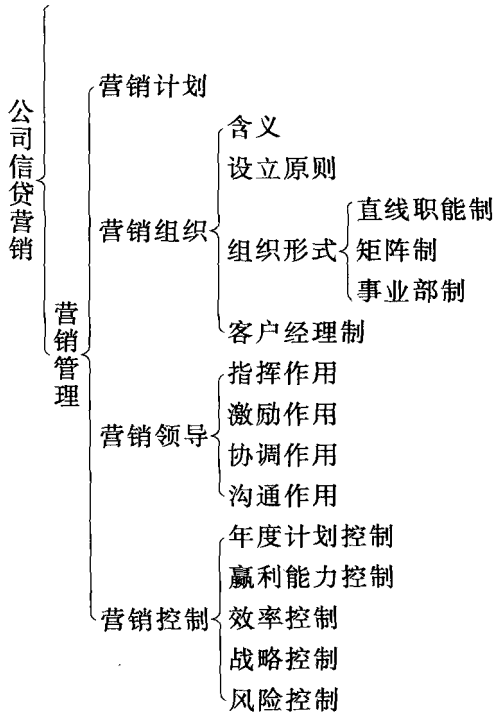 公司信贷营销
营销管理
营销计划
营销组织
含义
设立原则
组织形式
直线职能制
矩阵制
事业部制
客户经理制
营销领导
指挥作用
激励作用
协调作用
沟通作用
营销控制
年度计划控制
赢利能力控制
效率控制
战略控制
风险控制